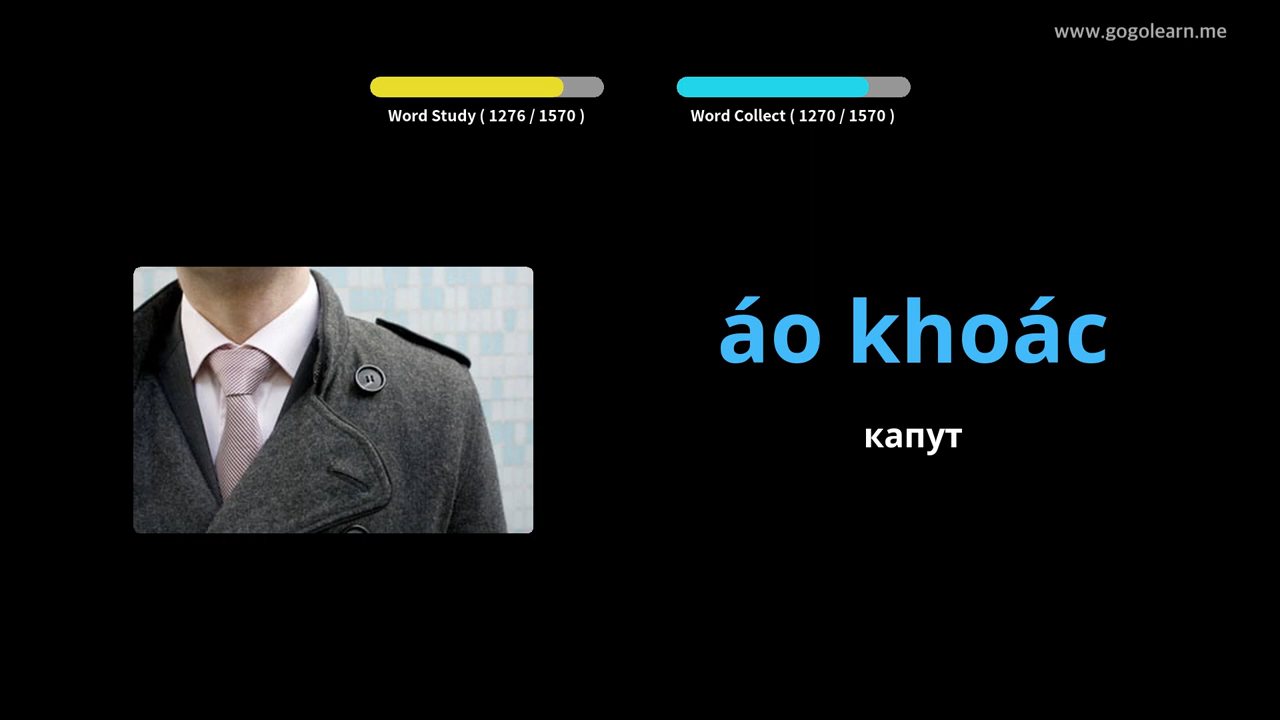 www.gogolearn.me
Word Study ( 1276 / 1570 )
Word Collect ( 1270 / 1570 )
áo khoác
капут